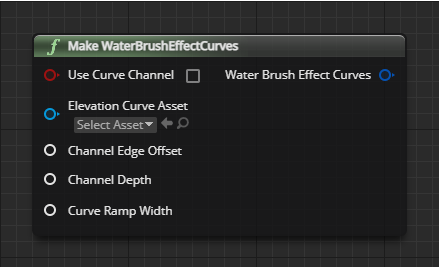 Make WaterBrushEffectCurves
Use Curve Channel Water Brush Effect Curves
Elevation Curve Asset
Select Asset
Channel Edge Offset
Channel Depth
Curve Ramp Width